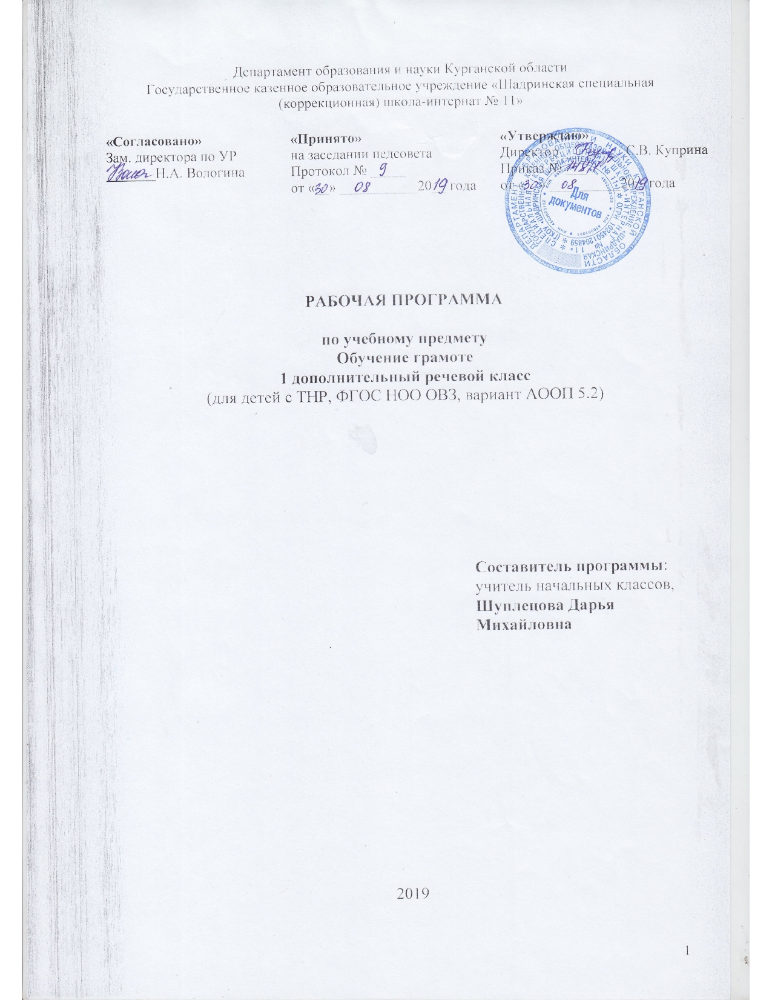 Департамент образования и науки Курганской области
Государственное казенное образовательное учреждение «Шадринская специальная
(коррекционная) школа-интернат № 11»
«Согласовано»
Зам. директора по УР
Н.А. Вологина
«Принято»
на заседании педсовета
Протокол № 9
от «30» 08 2019 года
«Утверждаю»
Директор С.В. Куприна
Приказ №
от «30» 08 2019 года
Для
документов
РАБОЧАЯ ПРОГРАММА
по учебному предмету
Обучение грамоте
1 дополнительный речевой класс
(для детей с ТНР, ФГОС НОО ОВЗ, вариант АООП 5.2)
Составитель программы:
учитель начальных классов,
Шуплецова Дарья
Михайловна
2019
1